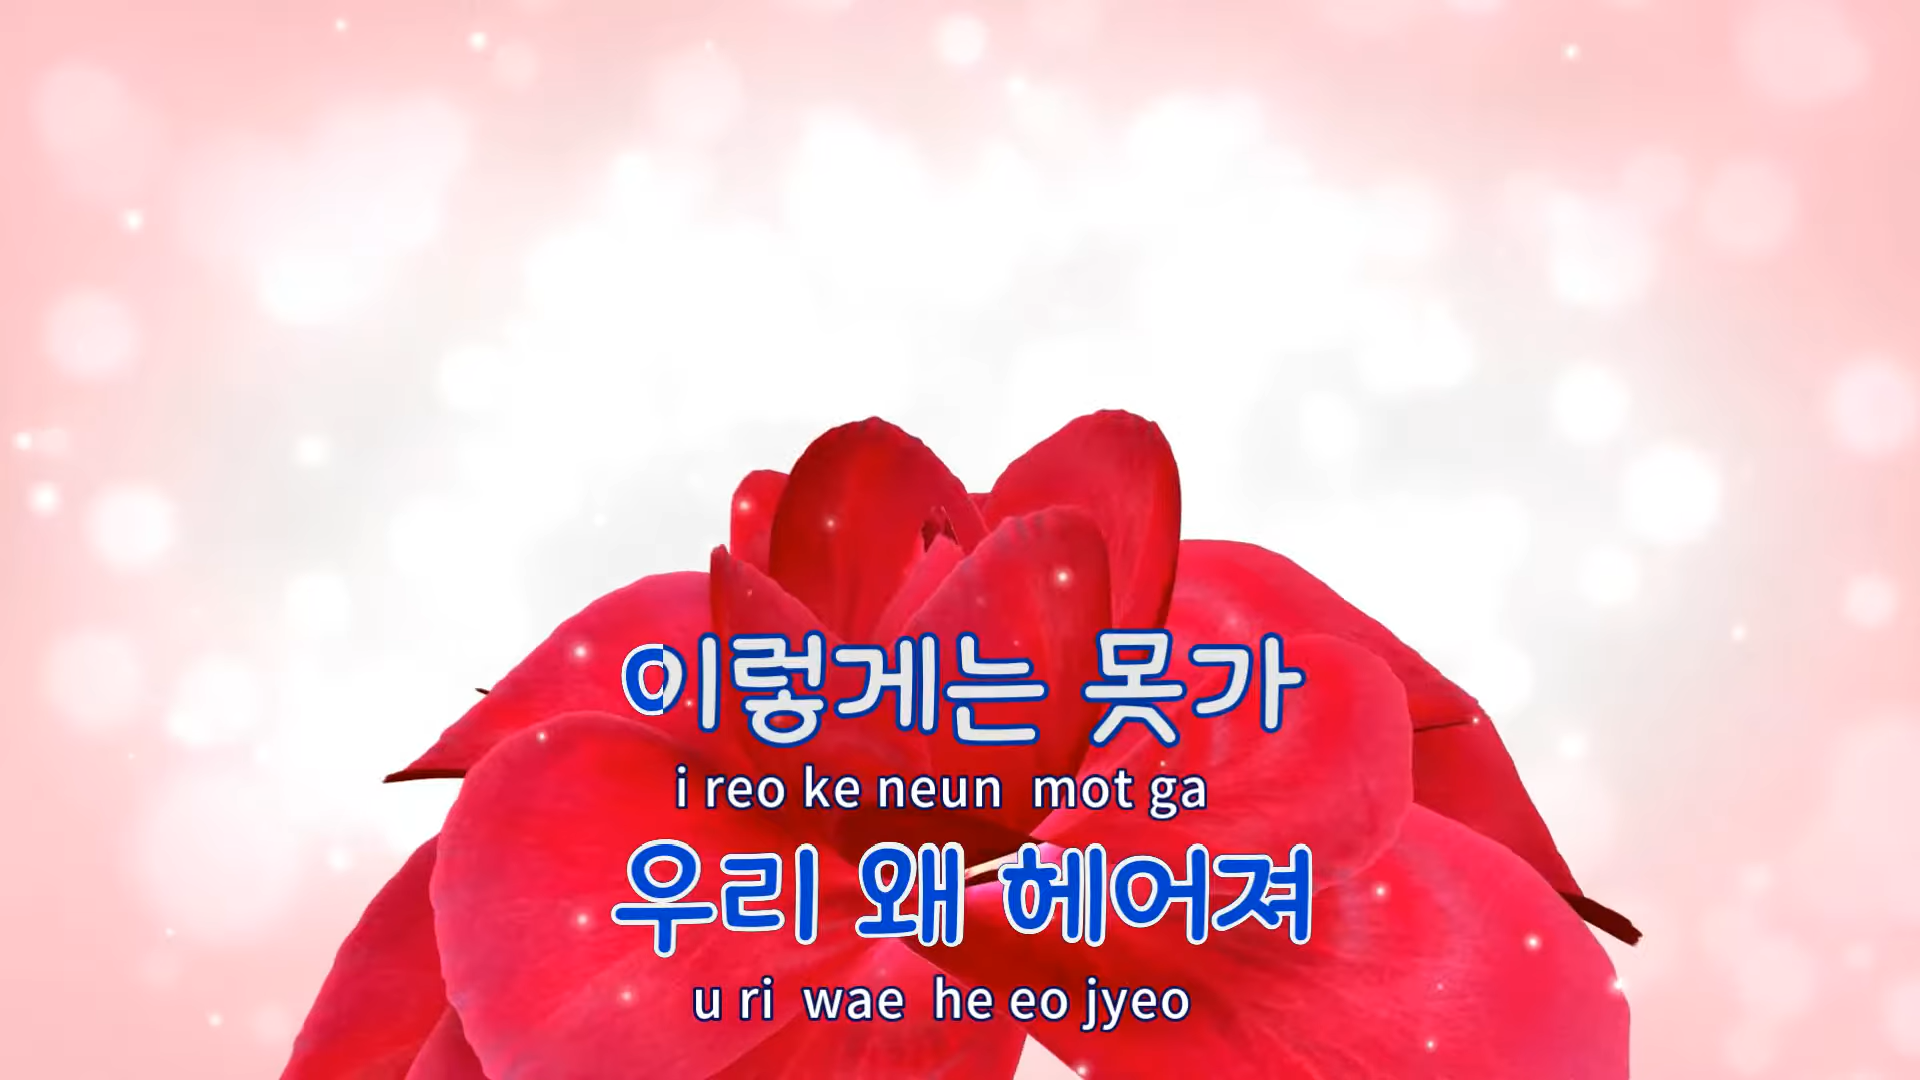 이렇게는 못가
i reo ke neun mot ga
우리 왜 헤어져
u ri wae he eo jyeo